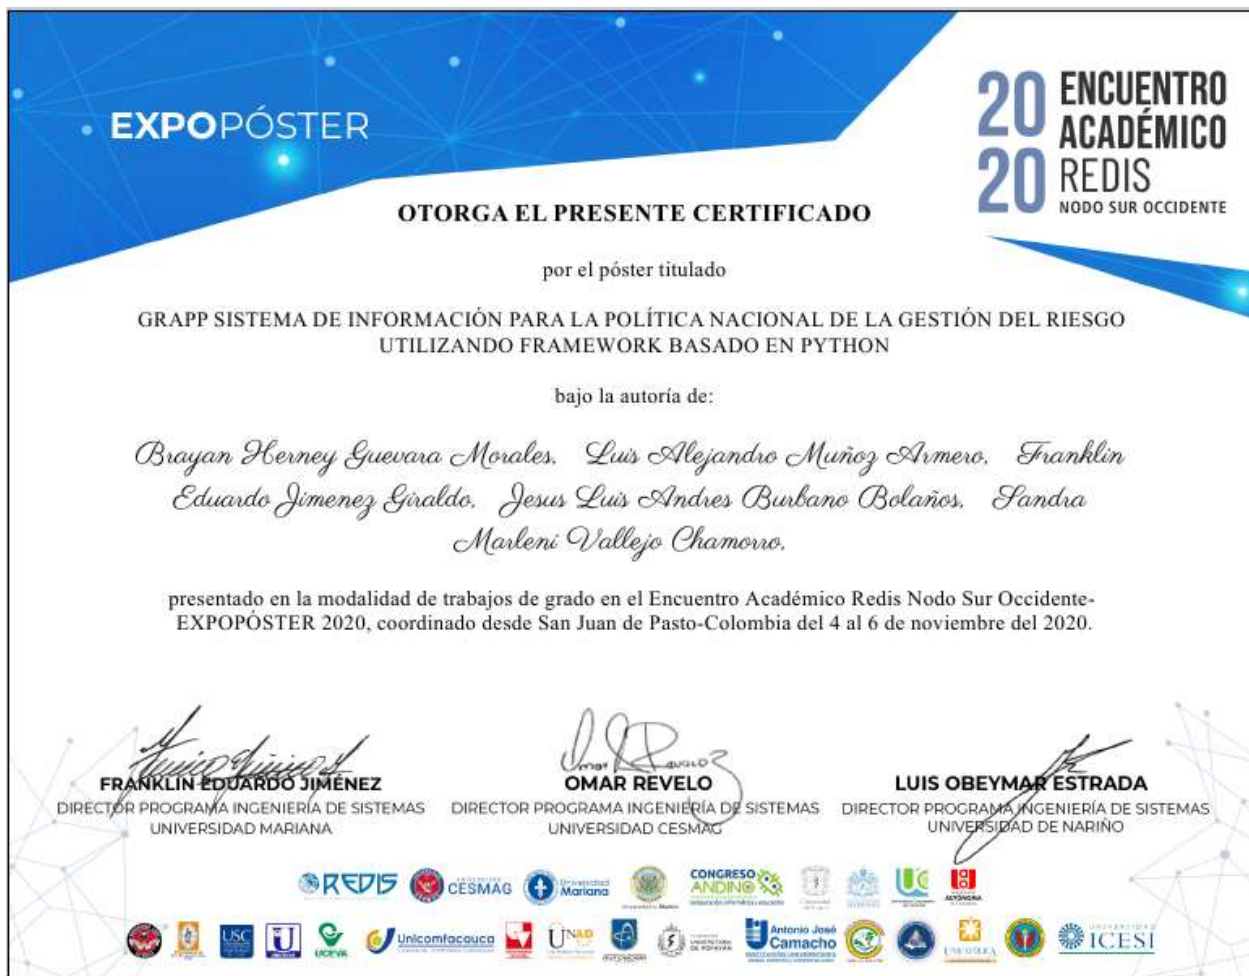 EXPOPÓSTER
20
20
ENCUENTRO
ACADÉMICO
REDIS
NODO SUR OCCIDENTE
OTORGA EL PRESENTE CERTIFICADO
por el póster titulado
GRAPP SISTEMA DE INFORMACIÓN PARA LA POLÍTICA NACIONAL DE LA GESTIÓN DEL RIESGO
UTILIZANDO FRAMEWORK BASADO EN PYTHON
bajo la autoría de:
Brayan Herney Guevara Morales, Luis Alejandro Muñoz Armero, Franklin
Eduardo Jimenez Giraldo, Jesus Luis Andres Burbano Bolaños, Sandra
Marleni Vallejo Chamorro,
presentado en la modalidad de trabajos de grado en el Encuentro Académico Redis Nodo Sur Occidente-
EXPOPÓSTER 2020, coordinado desde San Juan de Pasto-Colombia del 4 al 6 de noviembre del 2020.
FRANKLIN EDUARDO JIMÉNEZ
DIRECTOR PROGRAMA INGENIERÍA DE SISTEMAS
UNIVERSIDAD MARIANA
OMAR REVELO
DIRECTOR PROGRAMA INGENIERÍA DE SISTEMAS
UNIVERSIDAD CESMAG
LUIS OBEYMAR ESTRADA
DIRECTOR PROGRAMA INGENIERÍA DE SISTEMAS
UNIVERSIDAD DE NARIÑO
REDIS
UNIVERSIDAD
CESMAG
Universidad
Mariana
CONGRESO
ANDINO
UC
AUTÓNOMA
USC
U
UCEVA
Unicomfacauca
UNAD
Antonio José
Camacho
UNIVERSIDAD
ICESI